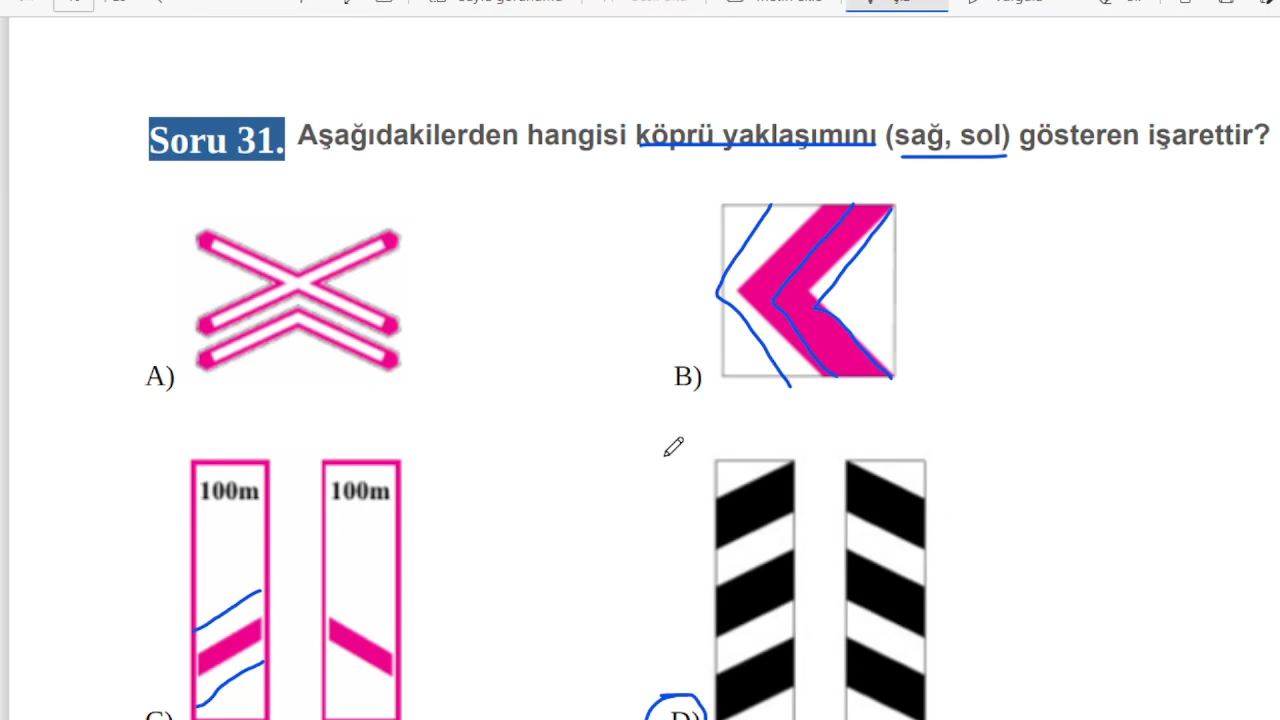 Soru 31. Aşağıdakilerden hangisi köprü yaklaşımını (sağ, sol) gösteren işarettir?
A)
B)
100m 100m
C)
D)